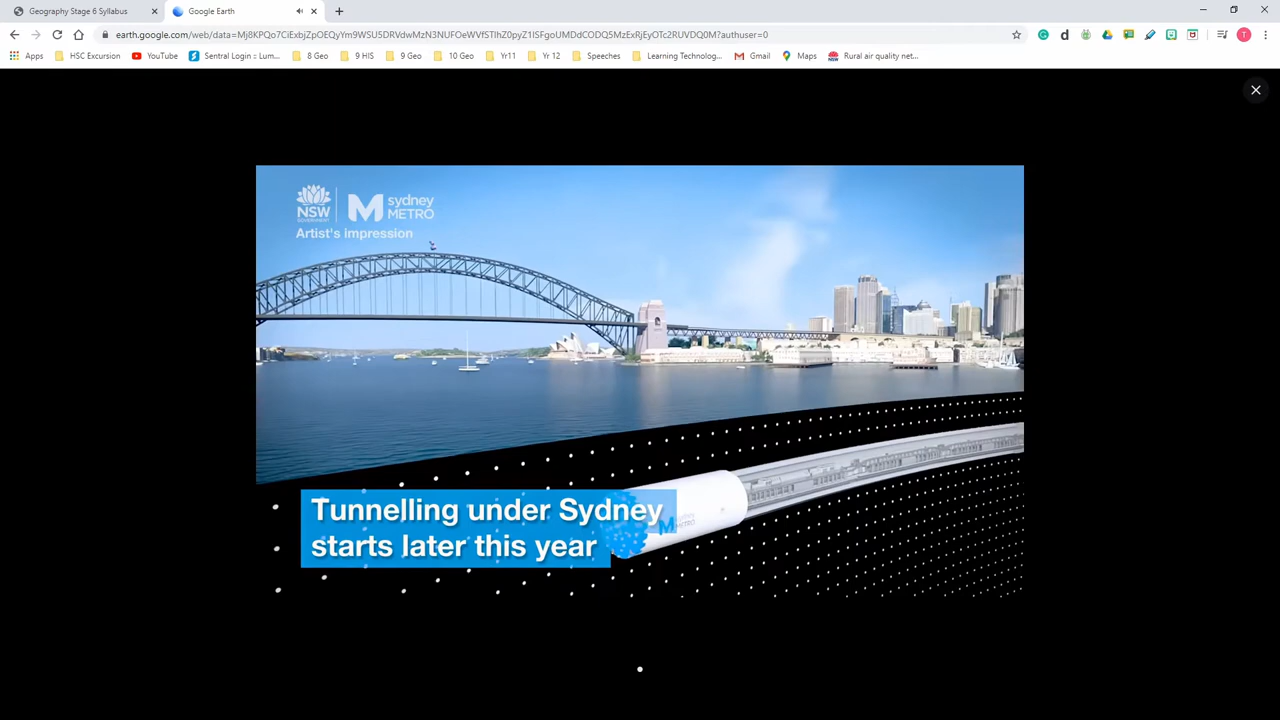 Geography Stage 6 Syllabus
Google Earth
earth.google.com/web/data=Mj8KPQo7CiExbjZpOEQyYm9WSU5DRVdwMzN3NUFOeWVfSTlhZ0pyZ1ISFgoUMDdCODQ5MzExRjEyOTc2RUVDQ0M?authuser=0
Apps
HSC Excursion
YouTube
Sentral Login :: Lum...
8 Geo
9 HIS
9 Geo
10 Geo
Yr11
Yr 12
Speeches
Learning Technolog...
Gmail
Maps
Rural air quality net...
NSW
GOVERNMENT
sydney
METRO
Artist's impression
Tunnelling under Sydney
starts later this year